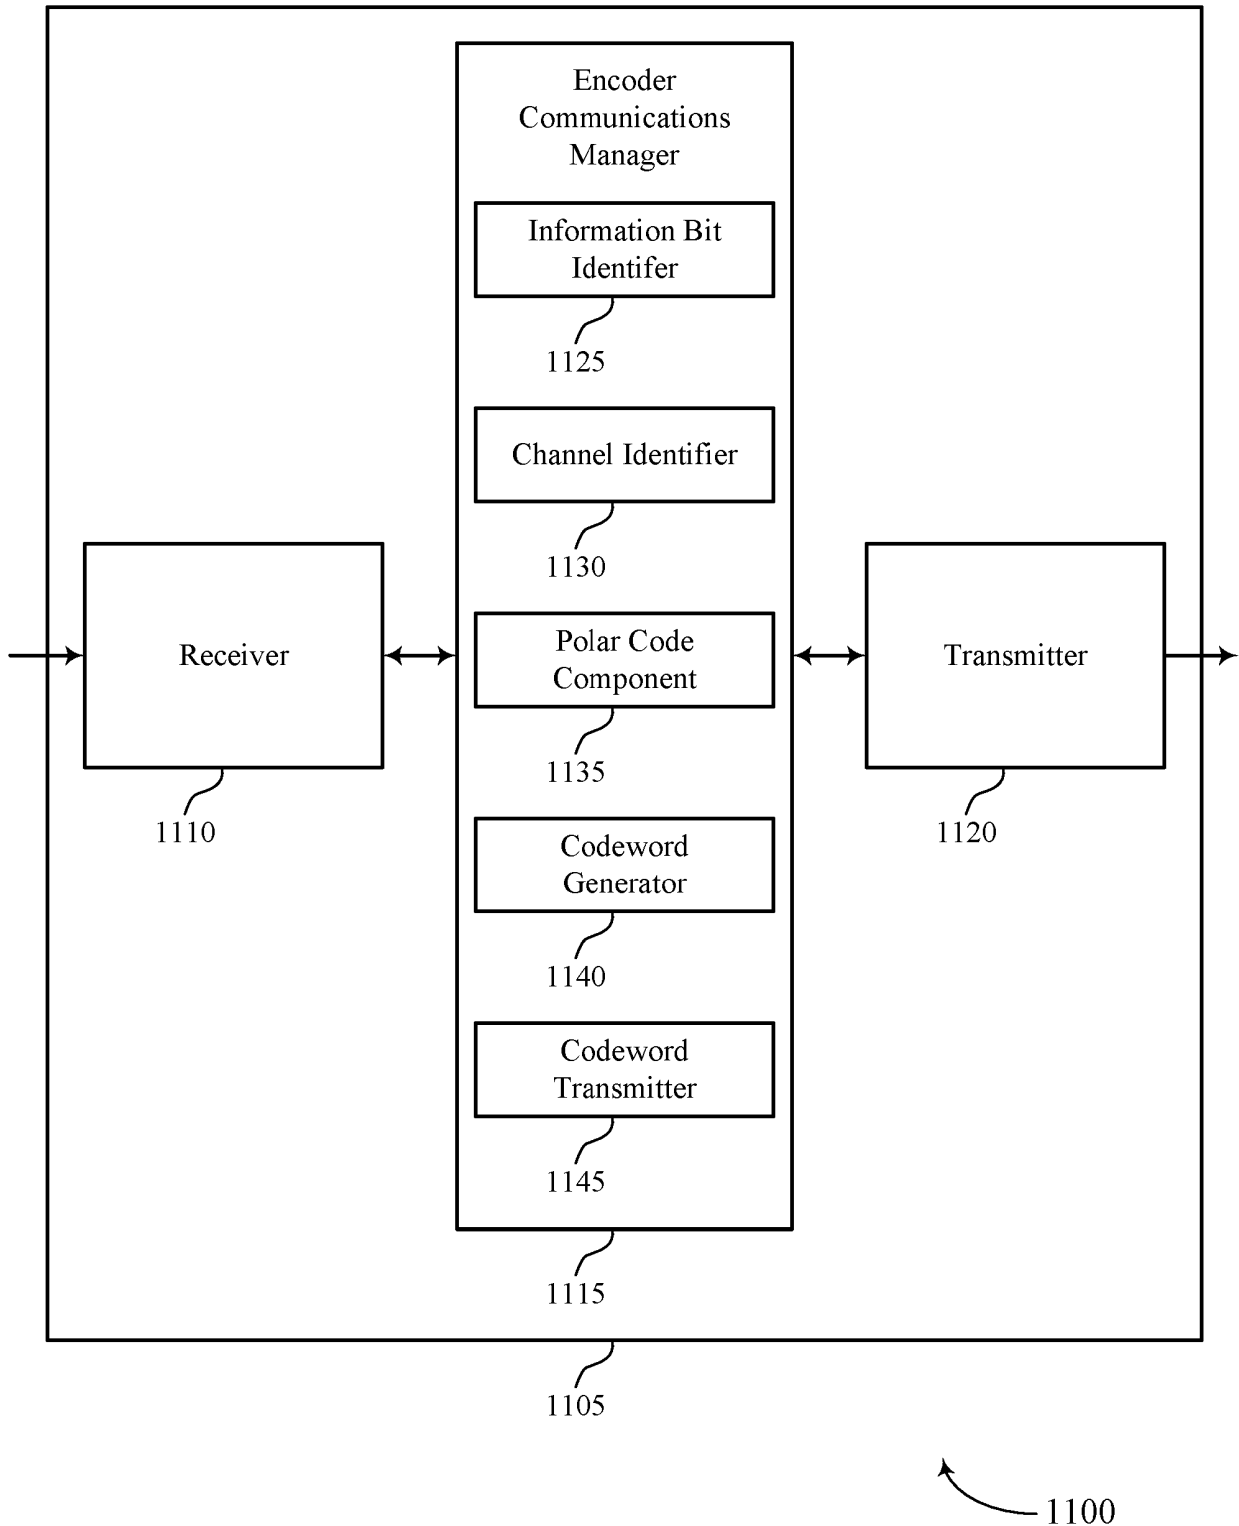 Encoder
Communications
Manager
Information Bit
Identifer
1125
Channel Identifier
1130
Receiver
1110
Polar Code
Component
1135
Transmitter
1120
Codeword
Generator
1140
Codeword
Transmitter
1145
1115
1105
1100